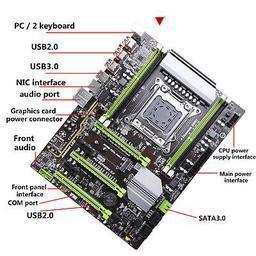 PC / 2 keyboard
USB2.0
USB3.0
NIC interface
audio port
Graphics card
power connector
Front
audio
Front panel
interface
COM port
USB2.0
CPU power
supply interface
Main power
interface
SATA3.0